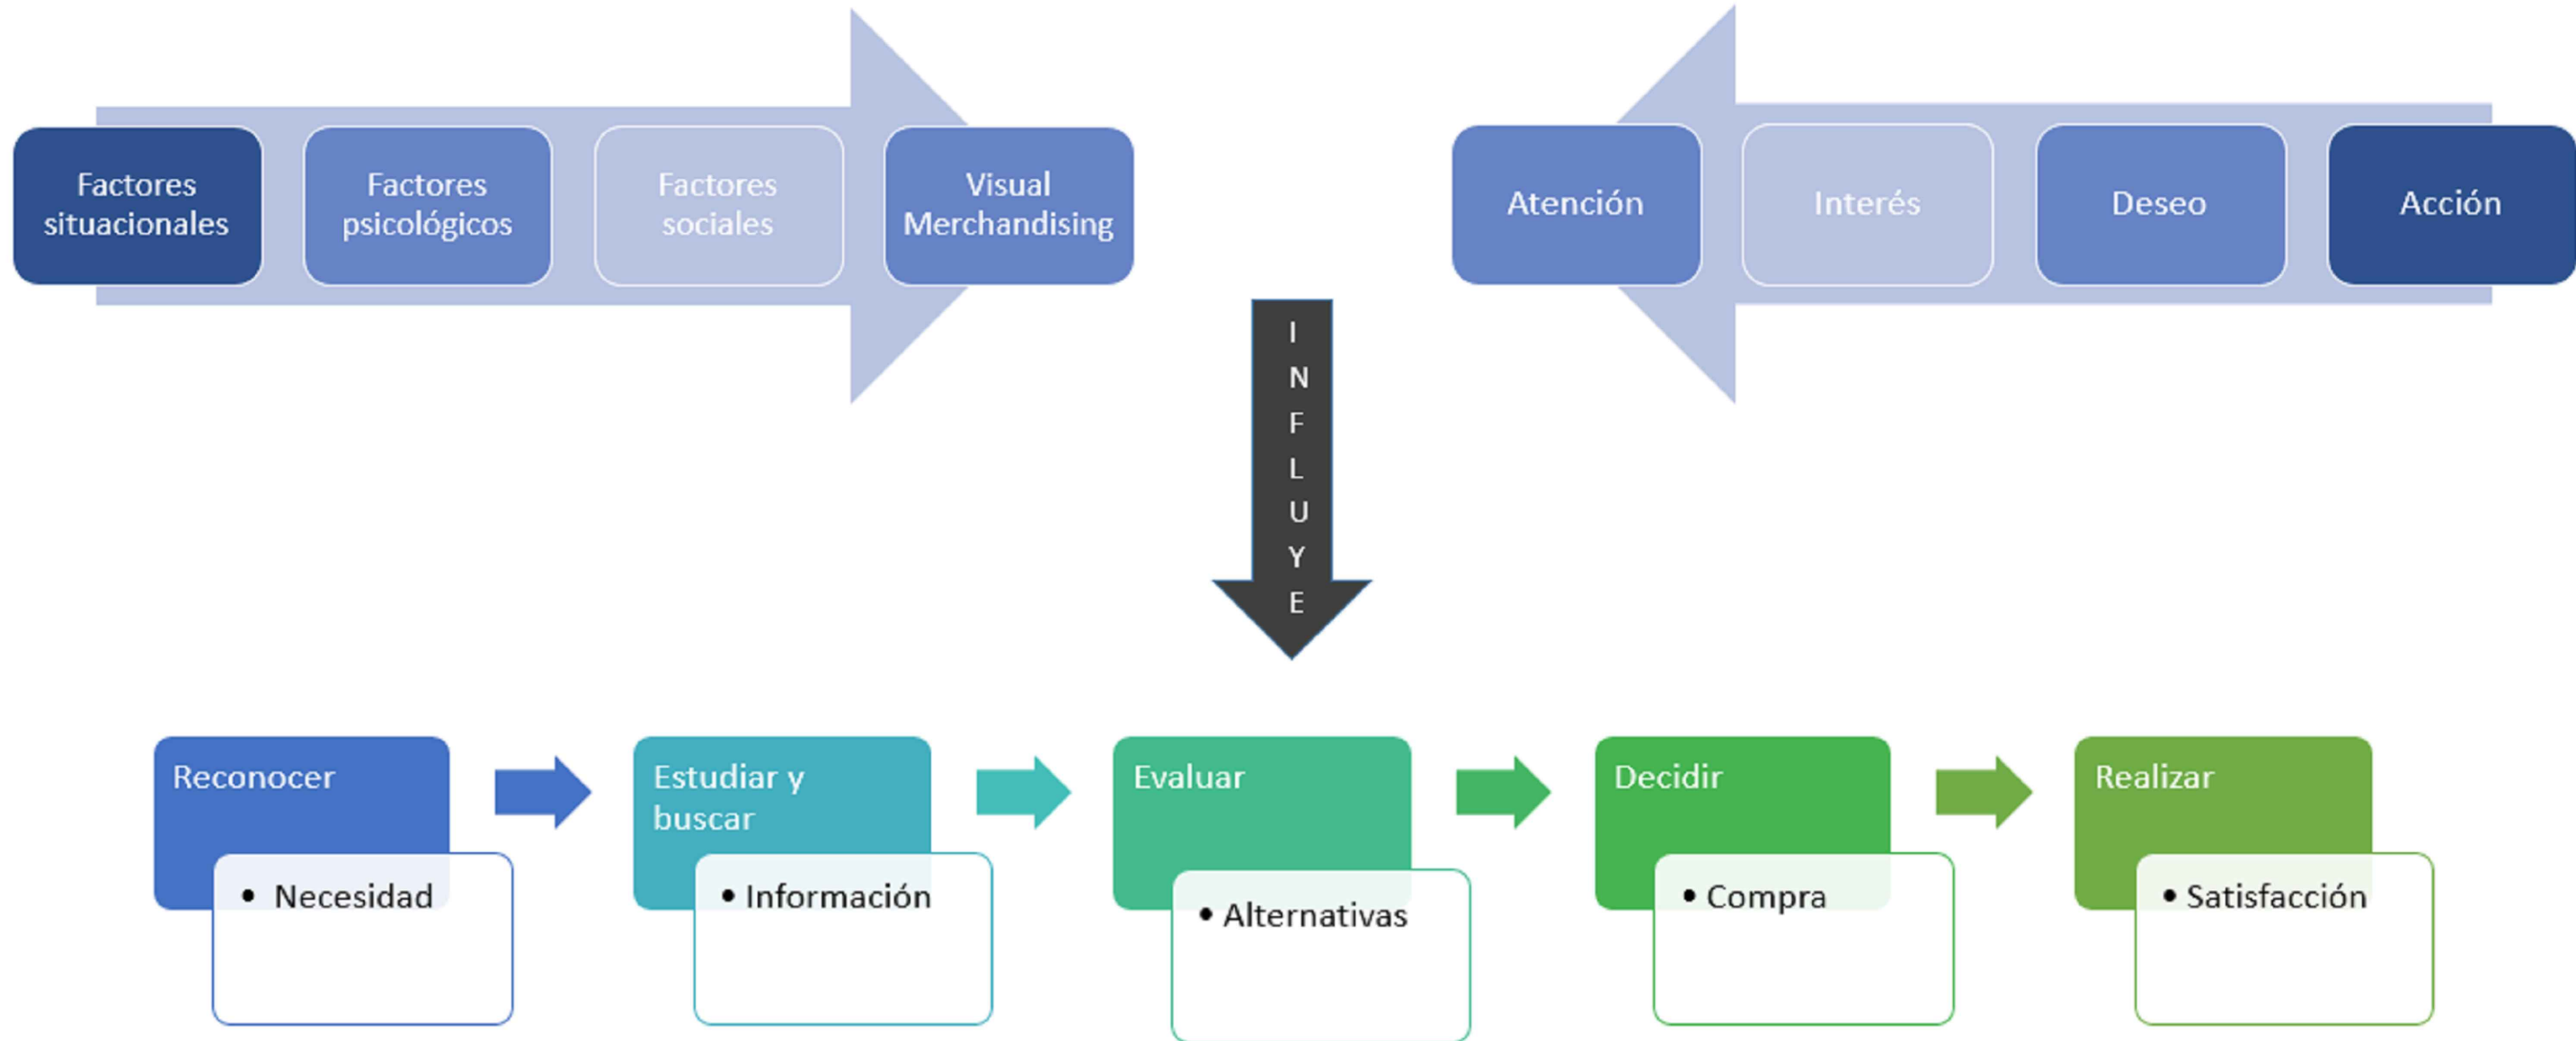 Factores
situacionales
Factores
psicológicos
Factores
sociales
Visual
Merchandising
Atención
Interés
Deseo
Acción
I
N
F
L
U
Y
E
Reconocer
• Necesidad
Estudiar y
buscar
• Información
Evaluar
• Alternativas
Decidir
• Compra
Realizar
• Satisfacción